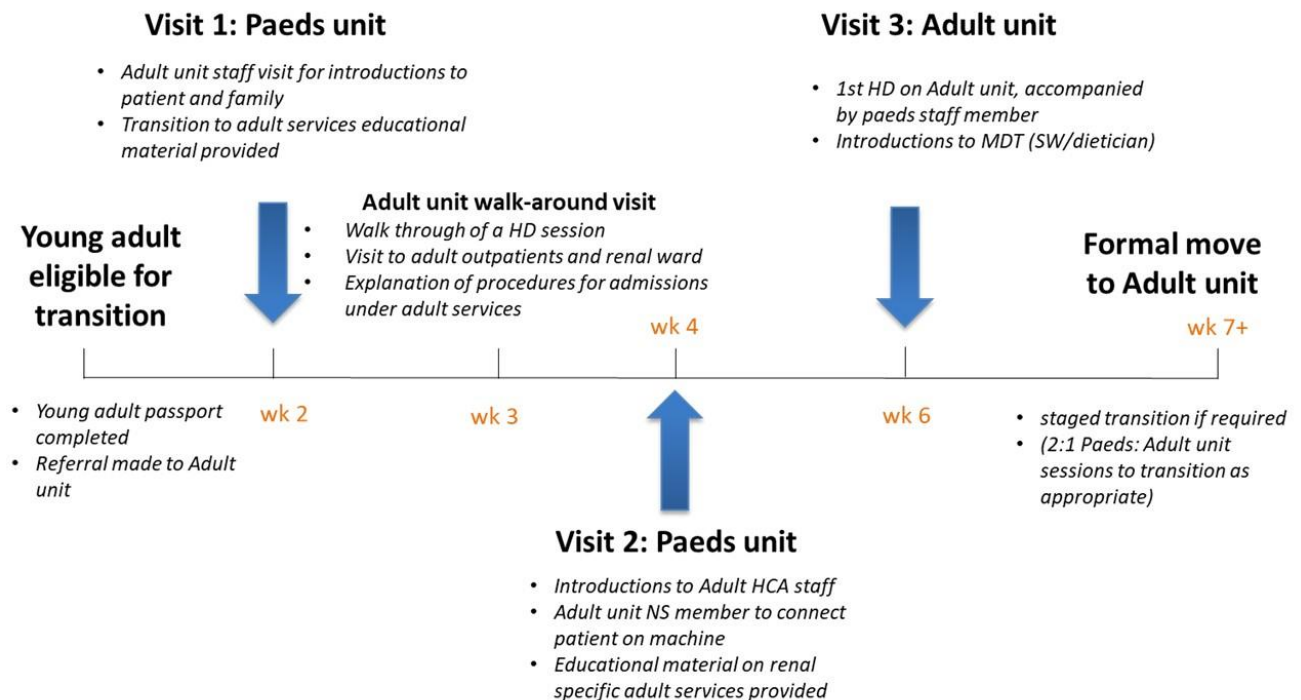 Visit 1: Paeds unit
• Adult unit staff visit for introductions to
patient and family
• Transition to adult services educational
material provided
Visit 3: Adult unit
• 1st HD on Adult unit, accompanied
by paeds staff member
• Introductions to MDT (SW/dietician)
Young adult
eligible for
transition
Adult unit walk-around visit
• Walk through of a HD session
• Visit to adult outpatients and renal ward
• Explanation of procedures for admissions
under adult services
Formal move
to Adult unit
wk 4
wk 7+
wk 2
wk 3
wk 6
• Young adult passport
completed
• Referral made to Adult
unit
• staged transition if required
• (2:1 Paeds: Adult unit
sessions to transition as
appropriate)
Visit 2: Paeds unit
• Introductions to Adult HCA staff
• Adult unit NS member to connect
patient on machine
• Educational material on renal
specific adult services provided